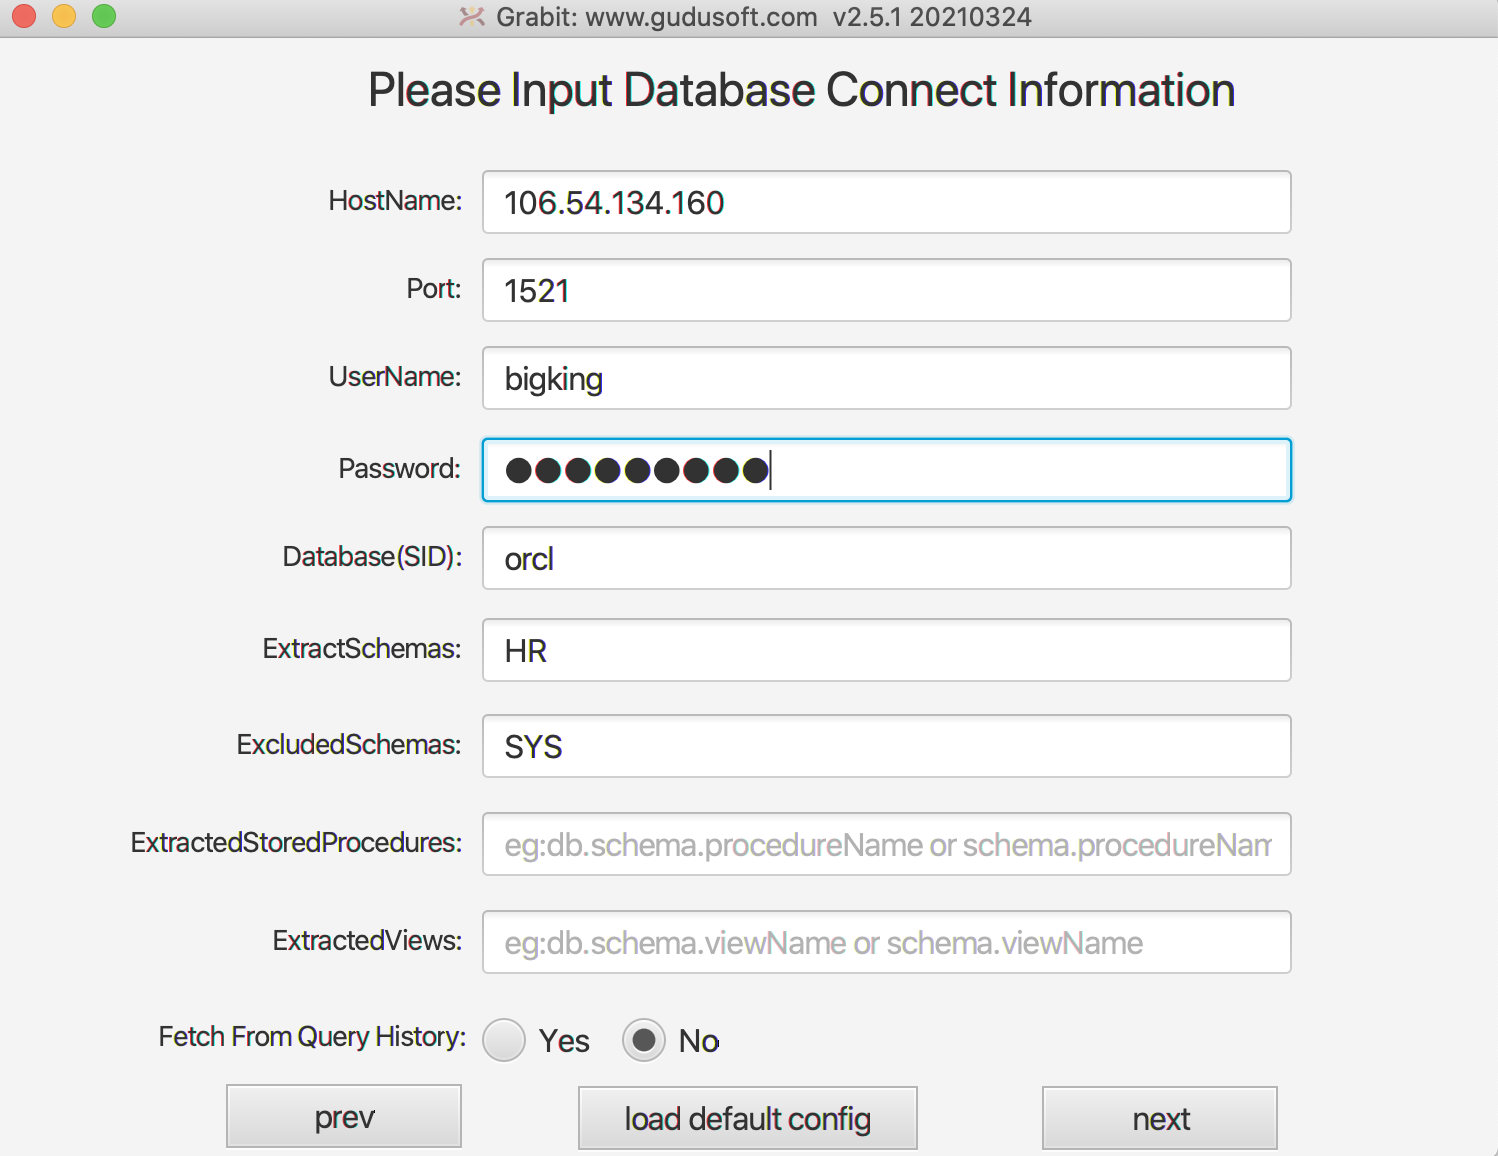 Grabit: www.gudusoft.com v2.5.1 20210324
Please Input Database Connect Information
HostName: 106.54.134.160
Port: 1521
UserName: bigking
Password: ●●●●●●●●●
Database(SID): orcl
ExtractSchemas: HR
ExcludedSchemas: SYS
ExtractedStoredProcedures: eg:db.schema.procedureName or schema.procedureNam
ExtractedViews: eg:db.schema.viewName or schema.viewName
Fetch From Query History: Yes No
prev load default config next